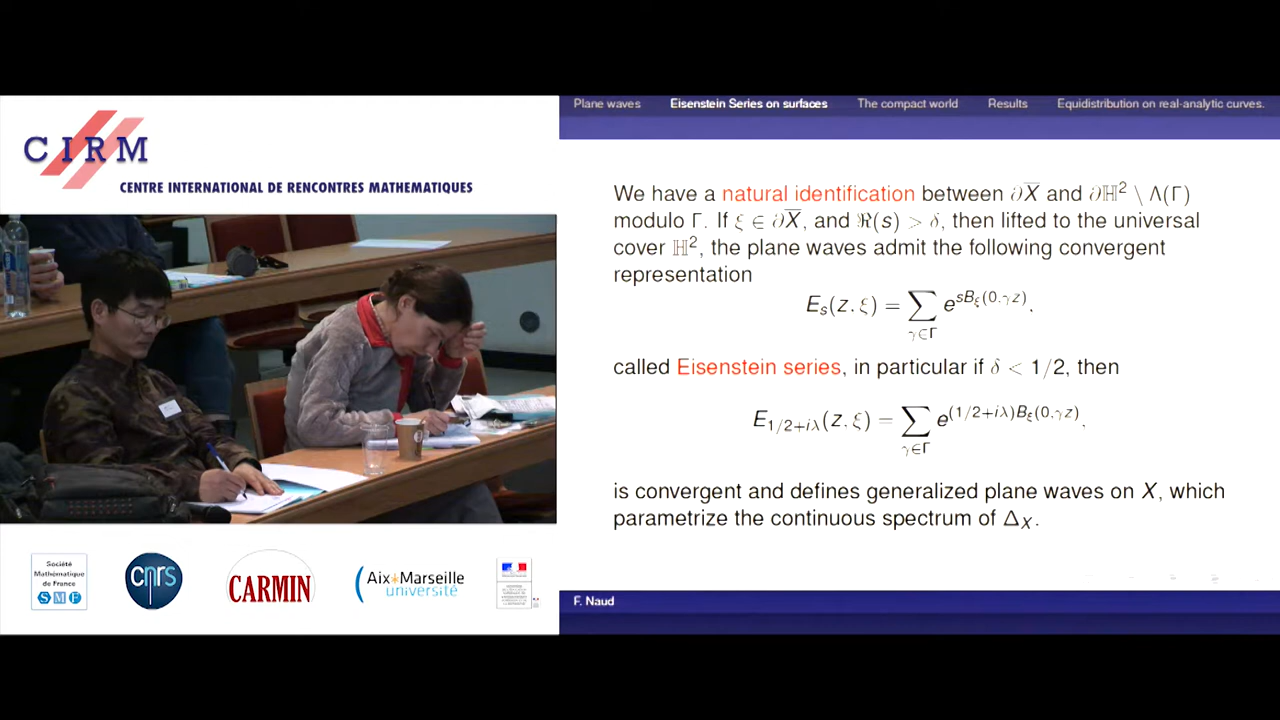 CIRM
CENTRE INTERNATIONAL DE RENCONTRES MATHEMATIQUES
Société
Mathématique
de France
SMF
cnrs
CARMIN
Aix*Marseille
université
Plane waves Eisenstein Series on surfaces The compact world Results Equidistribution on real-analytic curves.
We have a natural identification between ∂X̅ and ∂ℍ² \ Λ(Γ)
modulo Γ. If ξ ∈ ∂X̅, and ℜ(s) > δ, then lifted to the universal
cover ℍ², the plane waves admit the following convergent
representation
E_s(z, ξ) = ∑_{γ∈Γ} e^{sB_ξ(0,γz)}.
called Eisenstein series, in particular if δ < 1/2, then
E_{1/2+iλ}(z, ξ) = ∑_{γ∈Γ} e^{(1/2+iλ)B_ξ(0,γz)}.
is convergent and defines generalized plane waves on X, which
parametrize the continuous spectrum of Δ_X.
F. Naud